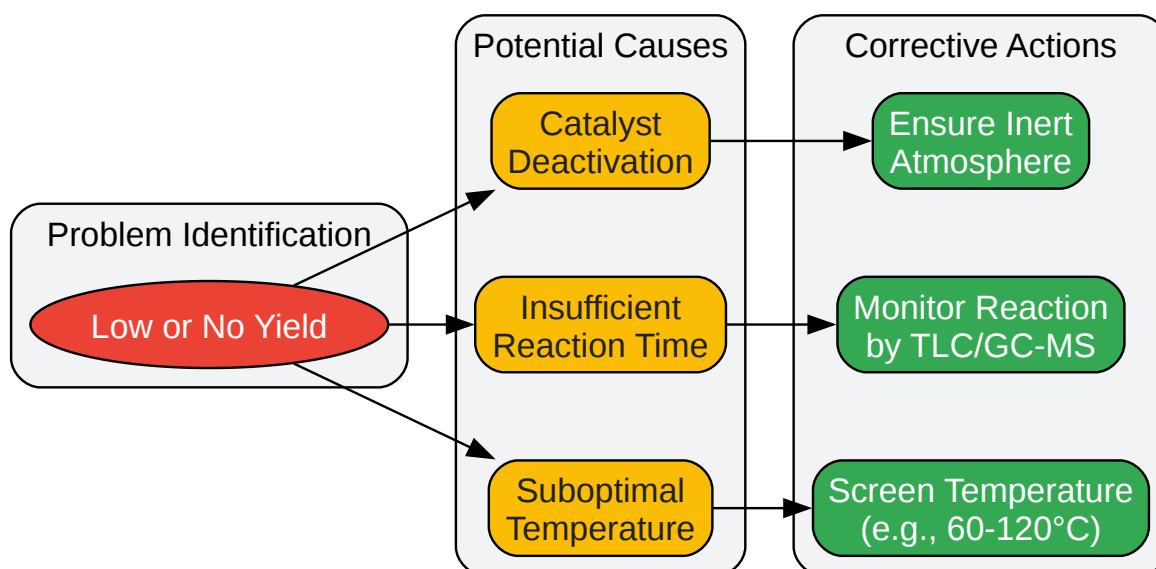 Problem Identification
Low or No Yield
Potential Causes
Catalyst
Deactivation
Insufficient
Reaction Time
Suboptimal
Temperature
Corrective Actions
Ensure Inert
Atmosphere
Monitor Reaction
by TLC/GC-MS
Screen Temperature
(e.g., 60-120°C)